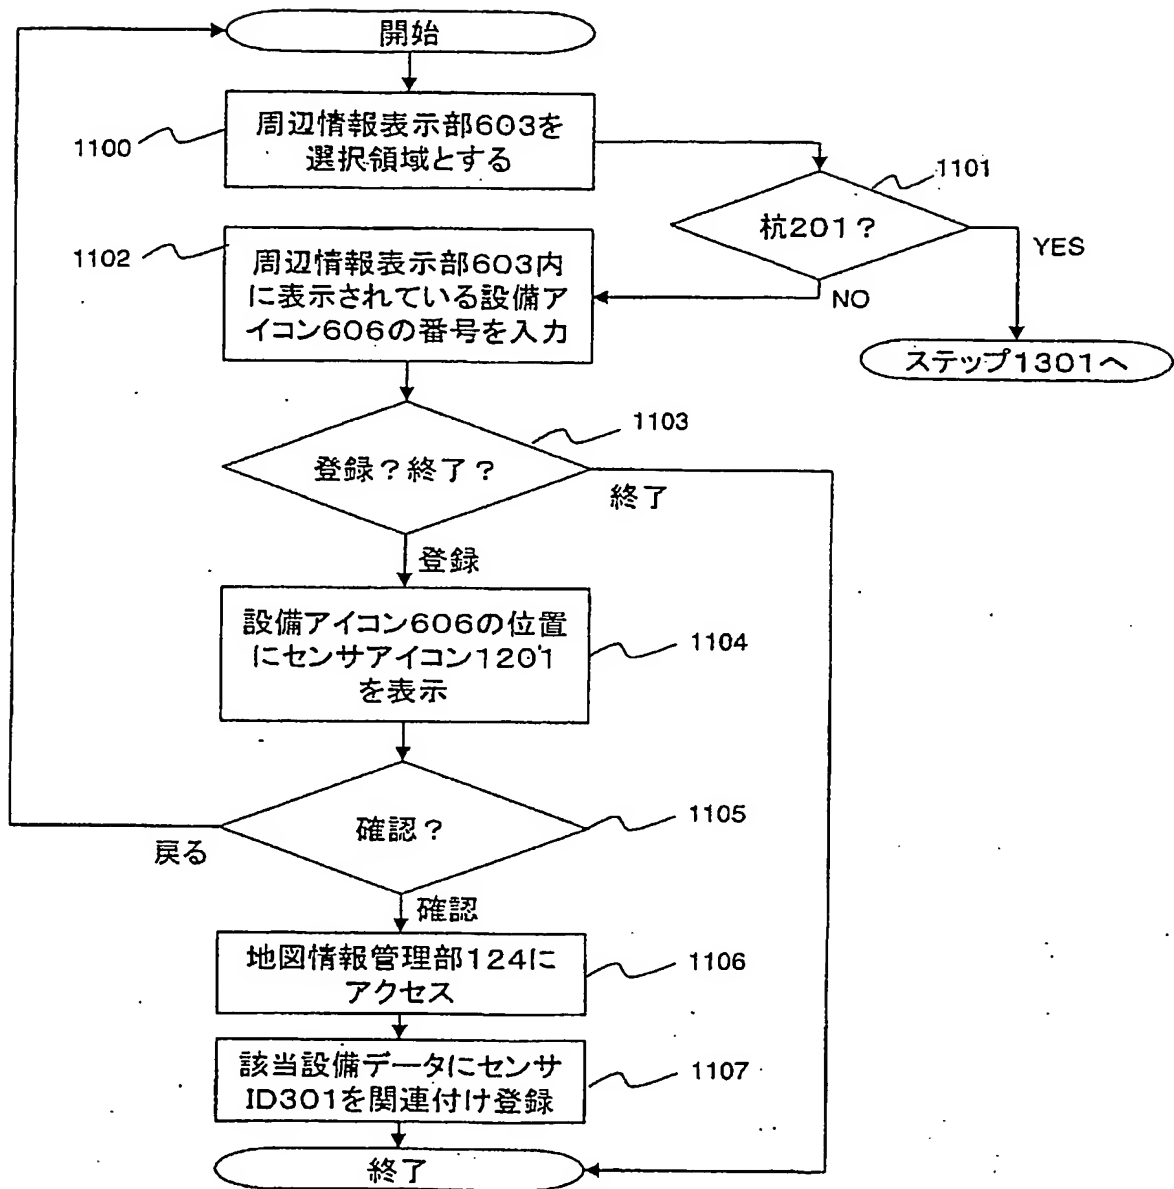 開始
1100
周辺情報表示部603を
選択領域とする
1101
杭201？
YES
NO
ステップ1301へ
1102
周辺情報表示部603内
に表示されている設備ア
イコン606の番号を入力
1103
登録？終了？
終了
登録
設備アイコン606の位置
にセンサアイコン1201
を表示
1104
確認？
1105
戻る
確認
地図情報管理部124に
アクセス
1106
該当設備データにセンサ
ID301を関連付け登録
1107
終了